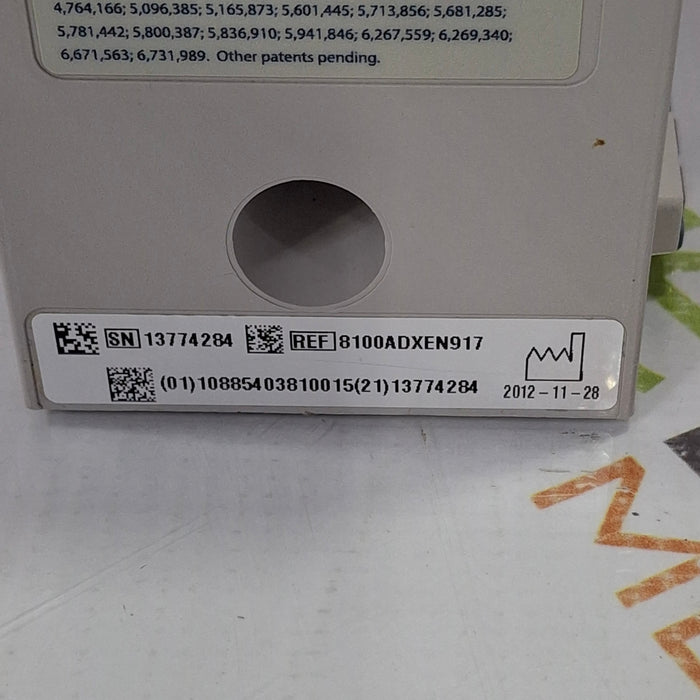 4,764,166; 5,096,385; 5,165,873; 5,601,445; 5,713,856; 5,681,285;
5,781,442; 5,800,387; 5,836,910; 5,941,846; 6,267,559; 6,269,340;
6,671,563; 6,731,989. Other patents pending.
SN 13774284 REF 8100ADXEN917
(01)10885403810015(21)13774284
2012-11-28